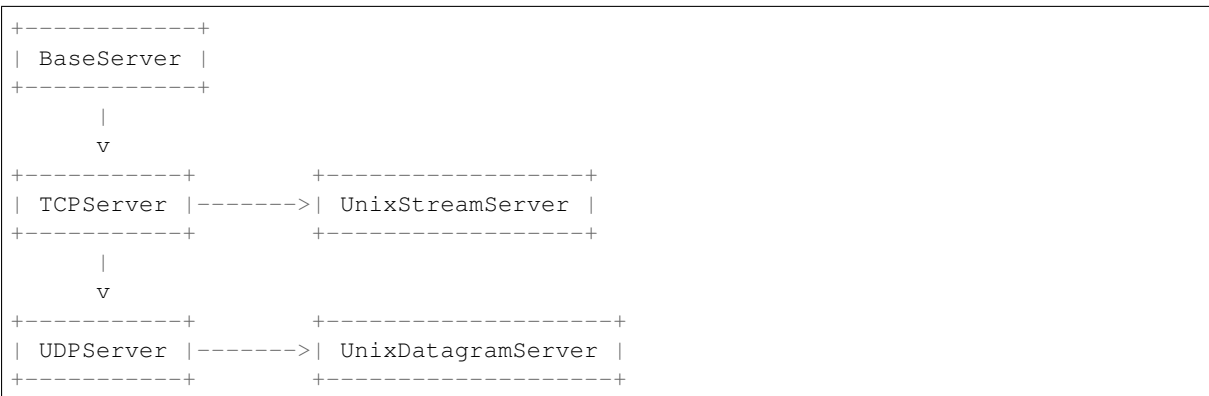 +------------+
| BaseServer |
+------------+
      |
      v
+-----------+        +------------------+
| TCPServer |------->| UnixStreamServer |
+-----------+        +------------------+
      |
      v
+-----------+        +--------------------+
| UDPServer |------->| UnixDatagramServer |
+-----------+        +--------------------+